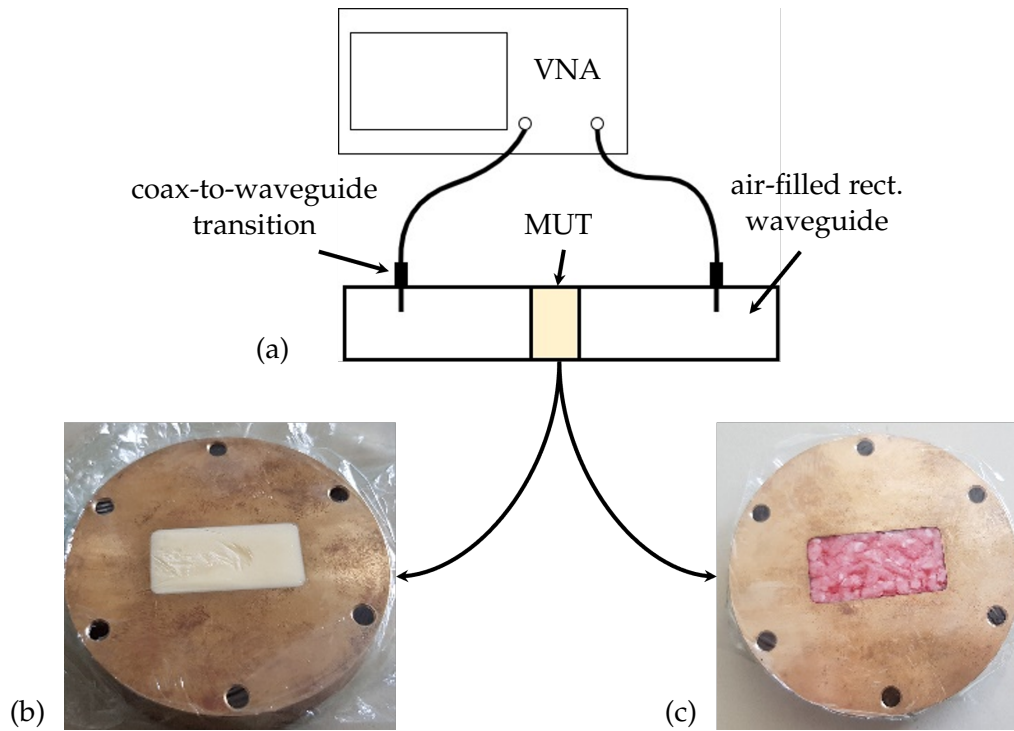 VNA
coax-to-waveguide
transition
MUT
air-filled rect.
waveguide
(a)
(b)
(c)